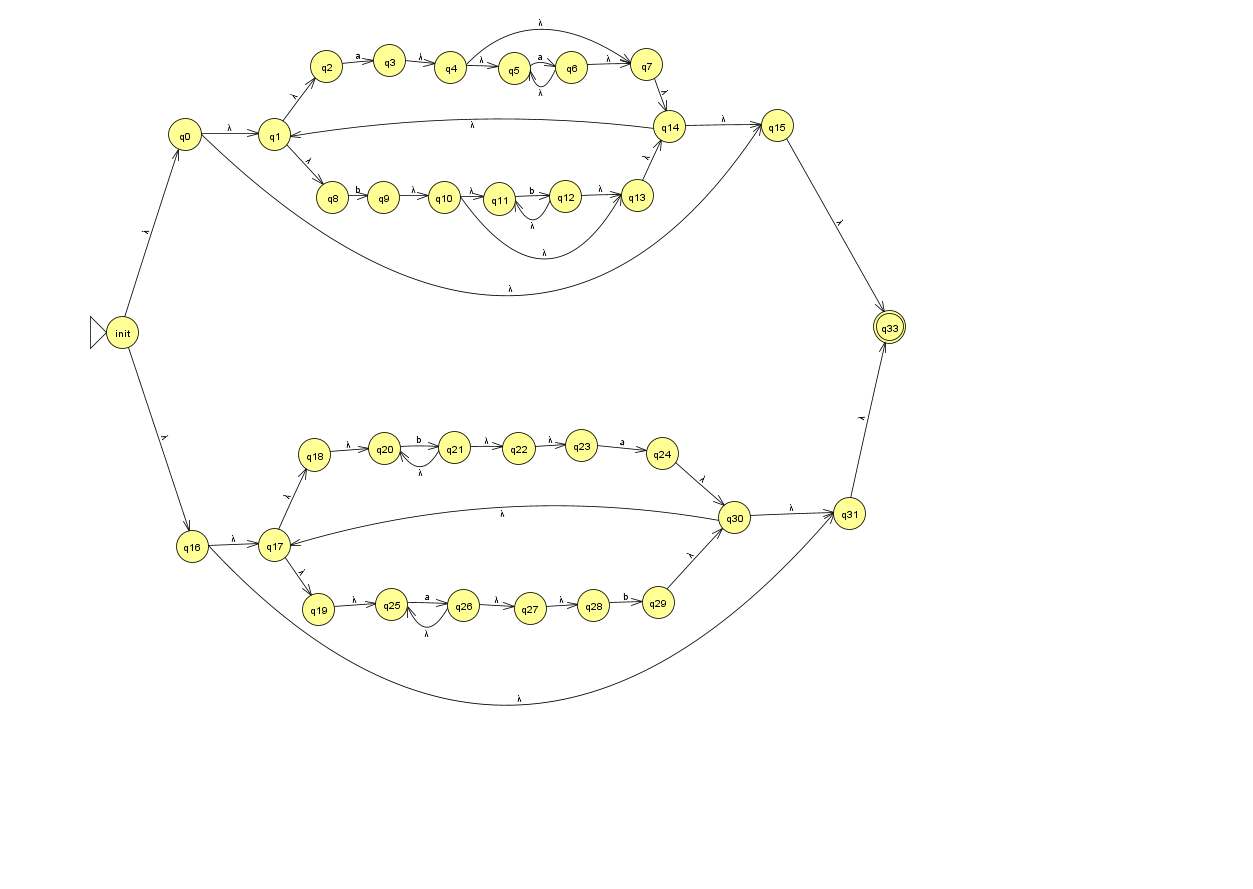 λ
q2 a q3 λ q4 λ q5 a q6 λ q7
λ λ λ
q0 λ q1 λ q14 λ q15
λ λ
q8 b q9 λ q10 λ q11 b q12 λ q13
λ λ λ λ
λ
init
λ
q18 λ q20 b q21 λ q22 λ q23 a q24
λ λ λ
q16 λ q17 λ q30 λ q31
λ λ
q19 λ q25 a q26 λ q27 λ q28 b q29
λ
λ
λ
q33